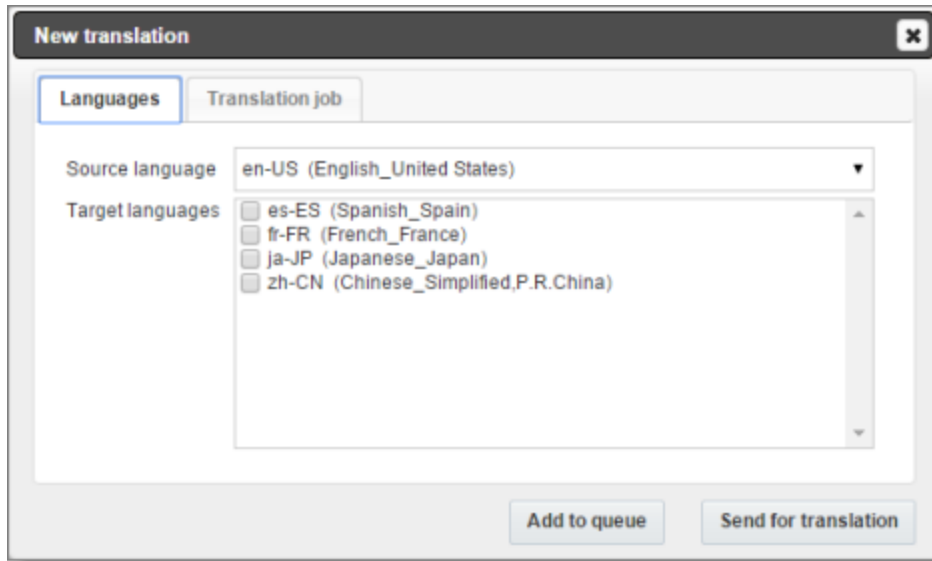 New translation
Languages Translation job
Source language en-US (English_United States)
Target languages es-ES (Spanish_Spain)
fr-FR (French_France)
ja-JP (Japanese_Japan)
zh-CN (Chinese_Simplified,P.R.China)
Add to queue Send for translation